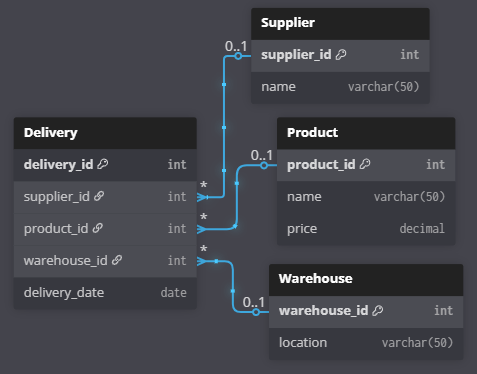 Supplier
0..1
supplier_id int
name varchar(50)
Delivery
delivery_id int
supplier_id int
*
product_id int
*
warehouse_id int
*
delivery_date date
Product
0..1
product_id int
name varchar(50)
price decimal
Warehouse
0..1
warehouse_id int
location varchar(50)